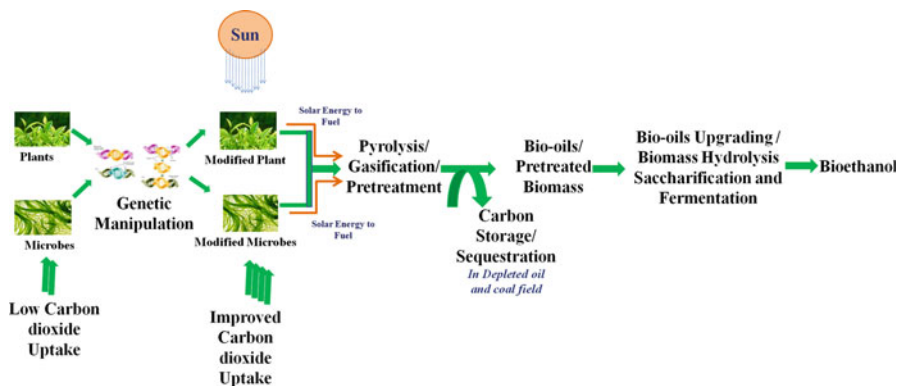 Sun
Solar Energy to
Fuel
Plants
Modified Plant
Genetic
Manipulation
Microbes
Modified Microbes
Solar Energy to
Fuel
Low Carbon
dioxide
Uptake
Improved
Carbon
dioxide
Uptake
Pyrolysis/
Gasification/
Pretreatment
Carbon
Storage/
Sequestration
In Depleted oil
and coal field
Bio-oils/
Pretreated
Biomass
Bio-oils Upgrading /
Biomass Hydrolysis
Saccharification and
Fermentation
Bioethanol